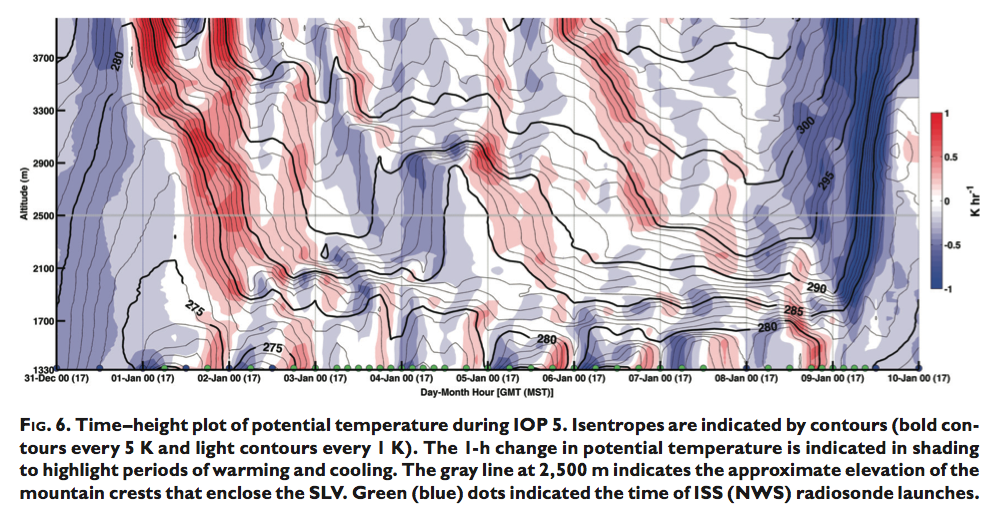 280
300
295
290
285
280
280
275
275
3700
3300
2900
2500
2100
1700
1330
Altitude (m)
1
0.5
0
-0.5
-1
K hr-1
31-Dec 00 (17) 01-Jan 00 (17) 02-Jan 00 (17) 03-Jan 00 (17) 04-Jan 00 (17) 05-Jan 00 (17) 06-Jan 00 (17) 07-Jan 00 (17) 08-Jan 00 (17) 09-Jan 00 (17) 10-Jan 00 (17)
Day-Month Hour [GMT (MST)]
FIG. 6. Time–height plot of potential temperature during IOP 5. Isentropes are indicated by contours (bold con-
tours every 5 K and light contours every 1 K). The 1-h change in potential temperature is indicated in shading
to highlight periods of warming and cooling. The gray line at 2,500 m indicates the approximate elevation of the
mountain crests that enclose the SLV. Green (blue) dots indicated the time of ISS (NWS) radiosonde launches.